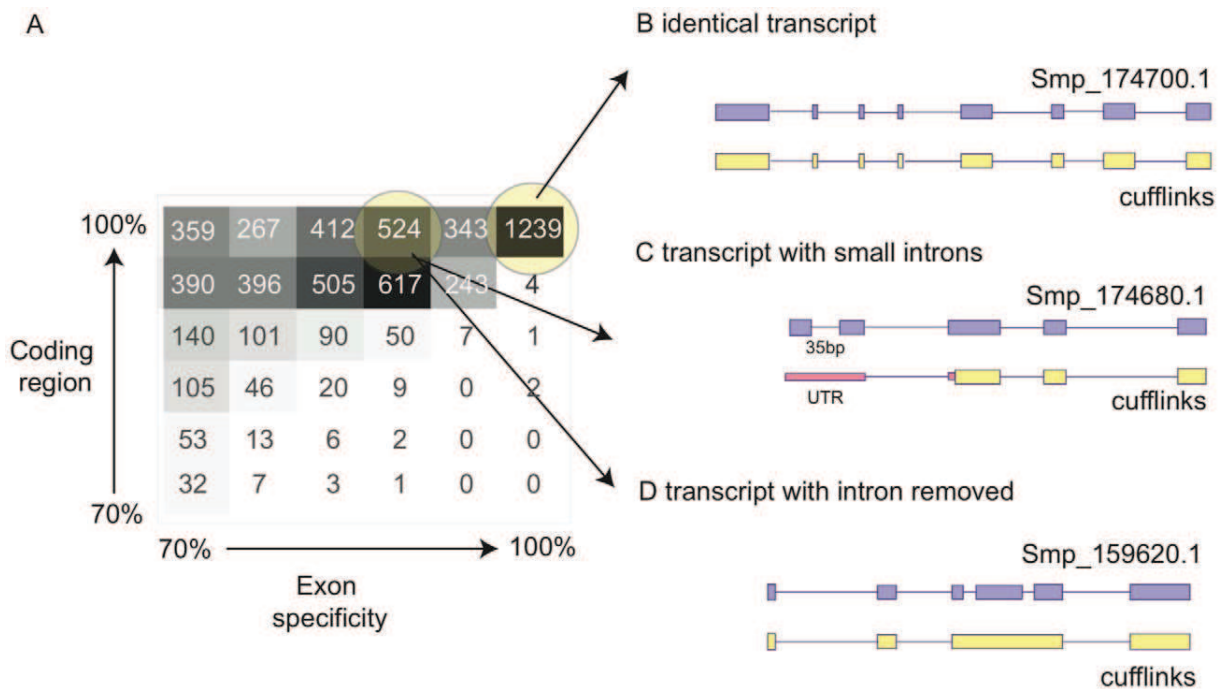 A
100%
Coding
region
70%
359 267 412 524 343 1239
390 396 505 617 243 4
140 101 90 50 7 1
105 46 20 9 0 2
53 13 6 2 0 0
32 7 3 1 0 0
70% 100%
Exon
specificity
B identical transcript
Smp_174700.1
cufflinks
C transcript with small introns
Smp_174680.1
35bp
UTR
cufflinks
D transcript with intron removed
Smp_159620.1
cufflinks